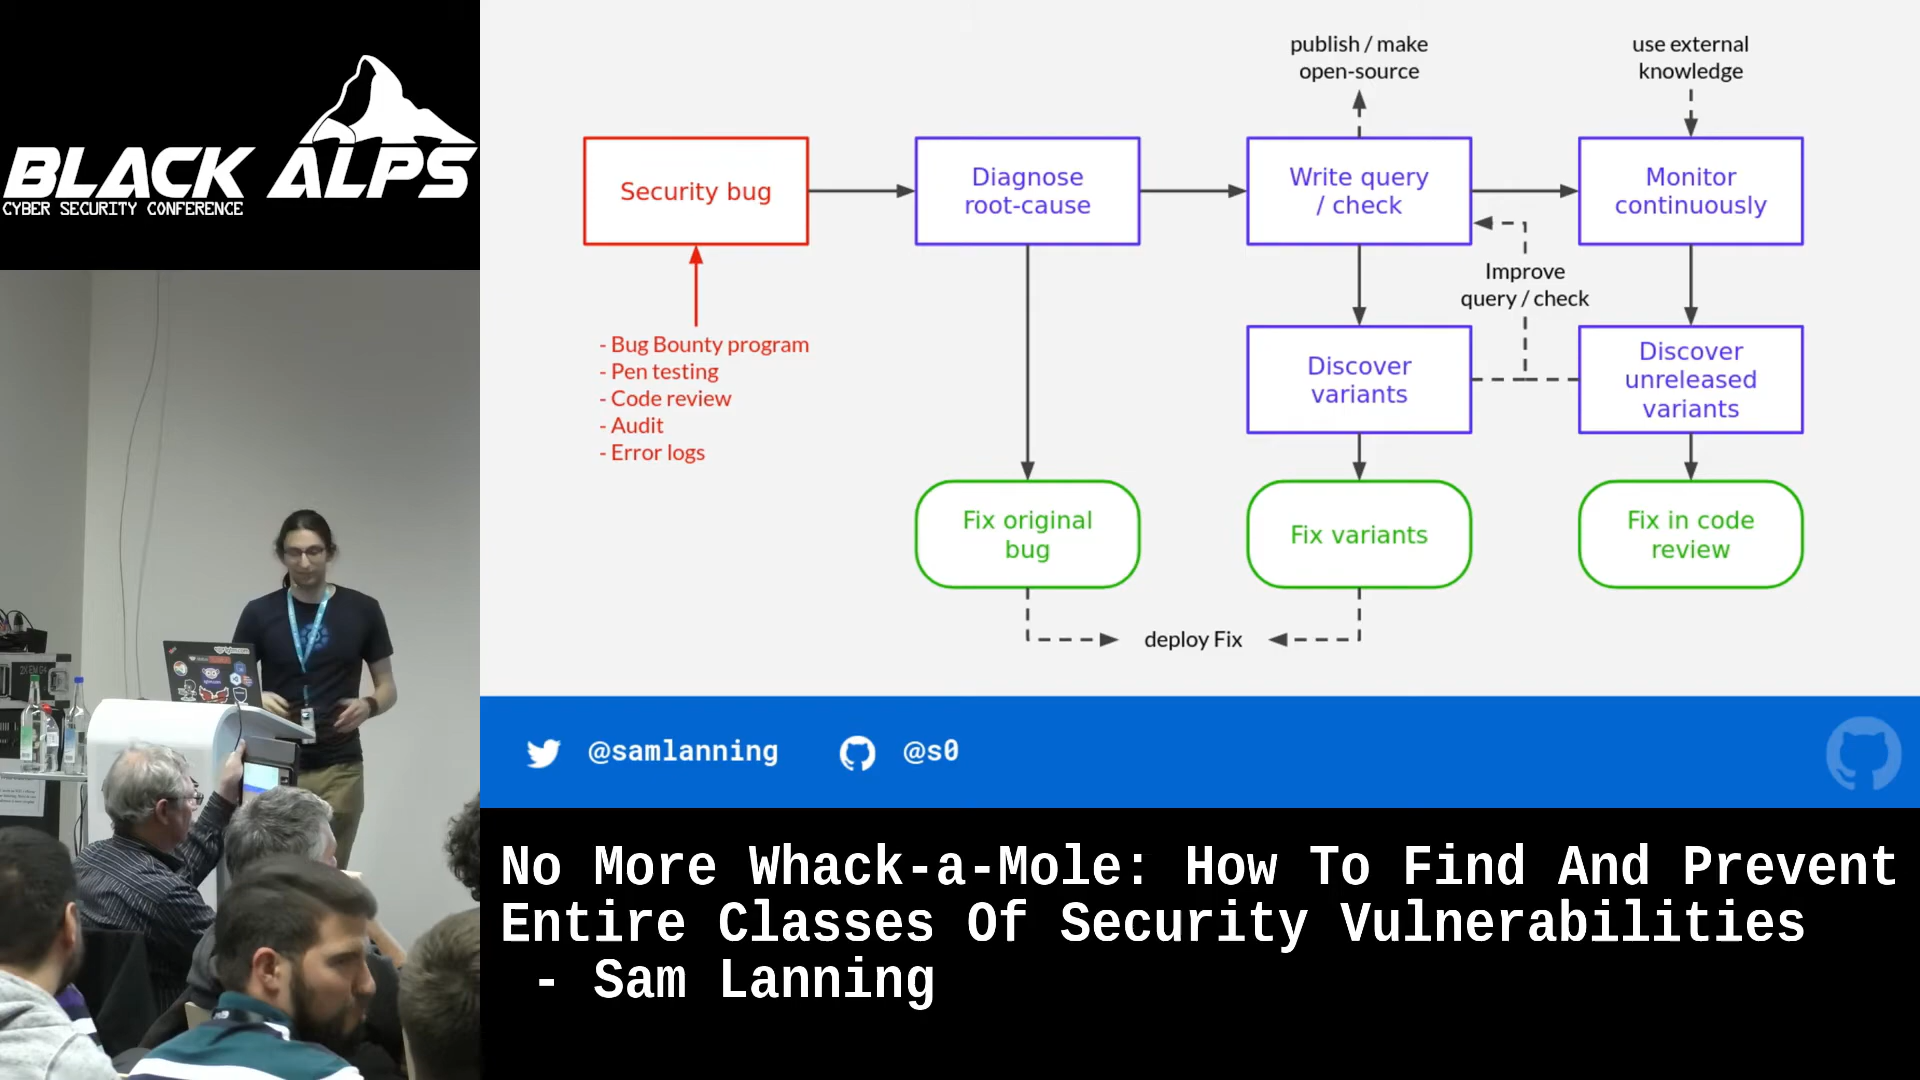 BLACK ALPS
CYBER SECURITY CONFERENCE
publish / make
open-source
use external
knowledge
Security bug
Diagnose
root-cause
Write query
/ check
Monitor
continuously
Improve
query / check
- Bug Bounty program
- Pen testing
- Code review
- Audit
- Error logs
Discover
variants
Discover
unreleased
variants
Fix original
bug
Fix variants
Fix in code
review
deploy Fix
@samlanning
@s0
No More Whack-a-Mole: How To Find And Prevent
Entire Classes Of Security Vulnerabilities
- Sam Lanning